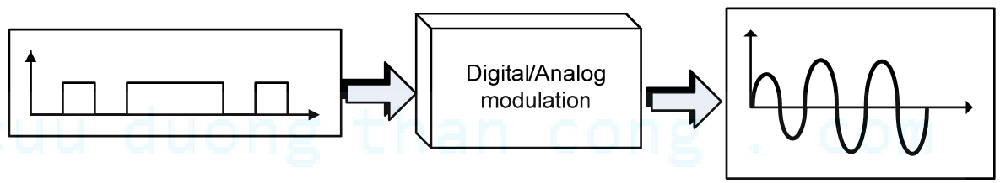 Digital/Analog
modulation
cuu duong than cong . com